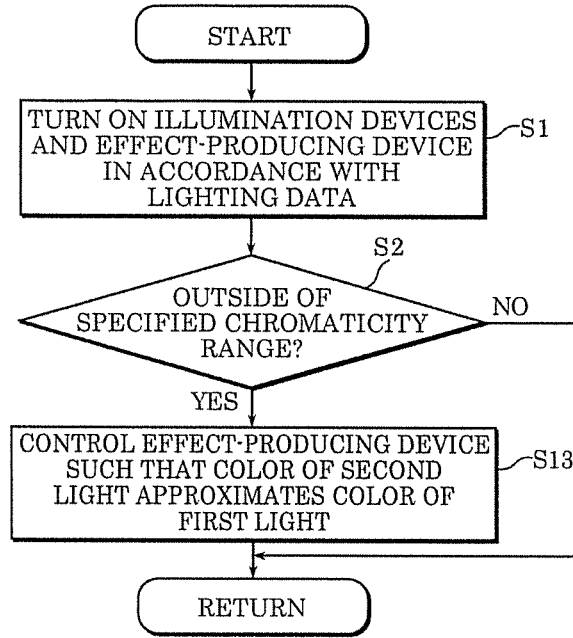 START
TURN ON ILLUMINATION DEVICES
AND EFFECT-PRODUCING DEVICE
IN ACCORDANCE WITH
LIGHTING DATA
S1
S2
OUTSIDE OF
SPECIFIED CHROMATICITY
RANGE?
NO
YES
CONTROL EFFECT-PRODUCING DEVICE
SUCH THAT COLOR OF SECOND
LIGHT APPROXIMATES COLOR OF
FIRST LIGHT
S13
RETURN